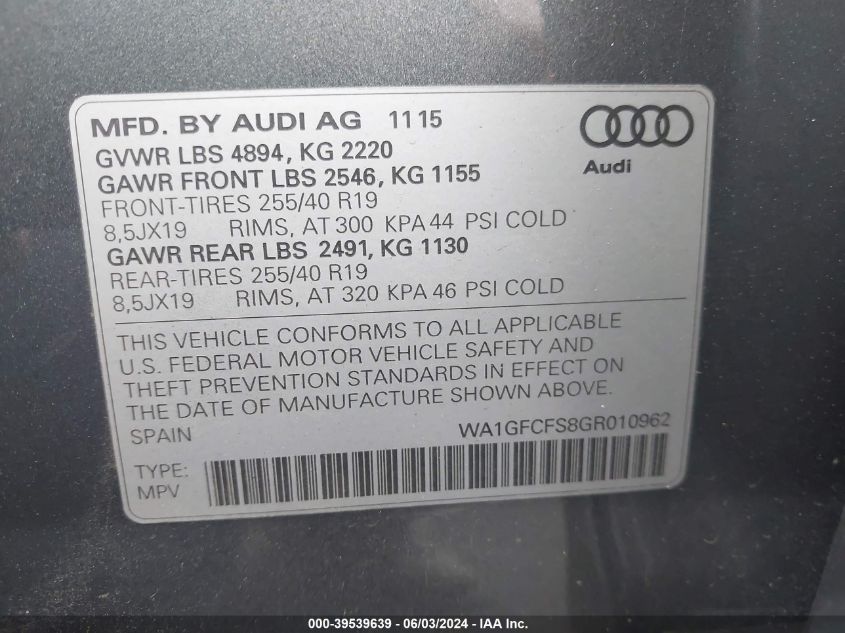 MFD. BY AUDI AG 11 15
Audi
GVWR LBS 4894, KG 2220
GAWR FRONT LBS 2546, KG 1155
FRONT-TIRES 255/40 R19
8,5JX19 RIMS, AT 300 KPA 44 PSI COLD
GAWR REAR LBS 2491, KG 1130
REAR-TIRES 255/40 R19
8,5JX19 RIMS, AT 320 KPA 46 PSI COLD
THIS VEHICLE CONFORMS TO ALL APPLICABLE
U.S. FEDERAL MOTOR VEHICLE SAFETY AND
THEFT PREVENTION STANDARDS IN EFFECT ON
THE DATE OF MANUFACTURE SHOWN ABOVE.
SPAIN WA1GFCFS8GR010962
TYPE:
MPV
000-39539639 - 06/03/2024 - WA1 Inc.